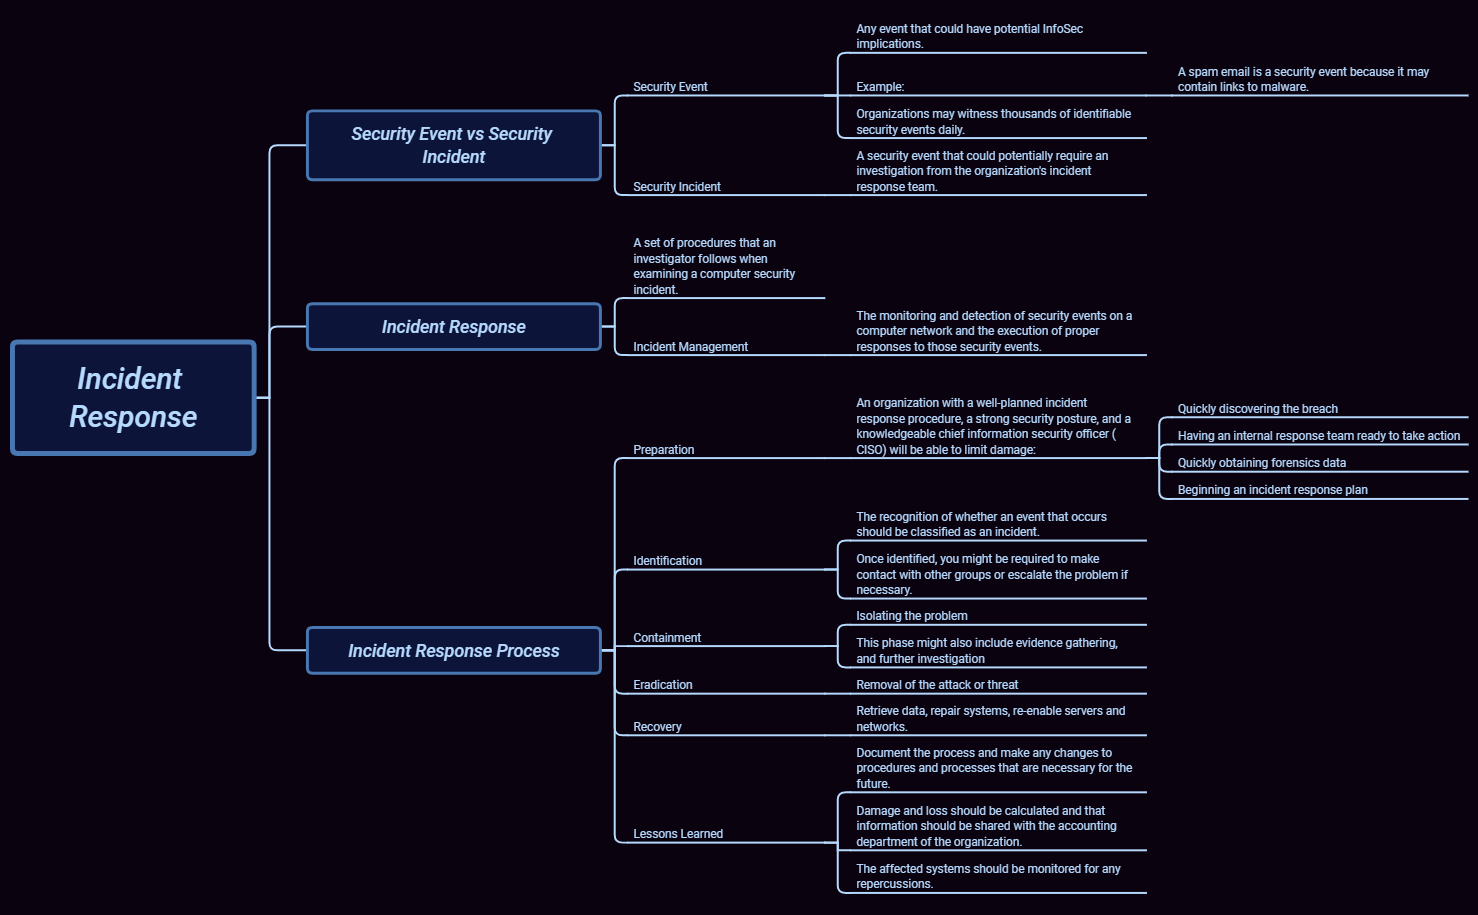 Incident
Response
Security Event vs Security
Incident
Security Event
Any event that could have potential InfoSec
implications.
Example:
A spam email is a security event because it may
contain links to malware.
Organizations may witness thousands of identifiable
security events daily.
Security Incident
A security event that could potentially require an
investigation from the organization's incident
response team.
Incident Response
A set of procedures that an
investigator follows when
examining a computer security
incident.
Incident Management
The monitoring and detection of security events on a
computer network and the execution of proper
responses to those security events.
Incident Response Process
Preparation
An organization with a well-planned incident
response procedure, a strong security posture, and a
knowledgeable chief information security officer (
CISO) will be able to limit damage:
Quickly discovering the breach
Having an internal response team ready to take action
Quickly obtaining forensics data
Beginning an incident response plan
Identification
The recognition of whether an event that occurs
should be classified as an incident.
Once identified, you might be required to make
contact with other groups or escalate the problem if
necessary.
Containment
Isolating the problem
This phase might also include evidence gathering,
and further investigation
Eradication
Removal of the attack or threat
Recovery
Retrieve data, repair systems, re-enable servers and
networks.
Lessons Learned
Document the process and make any changes to
procedures and processes that are necessary for the
future.
Damage and loss should be calculated and that
information should be shared with the accounting
department of the organization.
The affected systems should be monitored for any
repercussions.